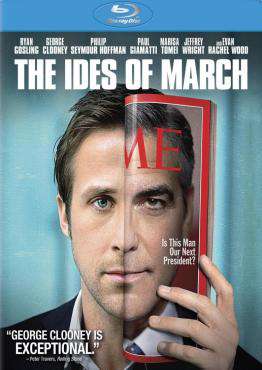 Blu-ray Disc
RYAN GOSLING
GEORGE CLOONEY
PHILIP SEYMOUR HOFFMAN
PAUL GIAMATTI
MARISA TOMEI
JEFFREY WRIGHT
AND EVAN RACHEL WOOD
THE IDES OF MARCH
ME
Is This Man
Our Next
President?
“GEORGE CLOONEY IS
EXCEPTIONAL.”
– Peter Travers, Rolling Stone